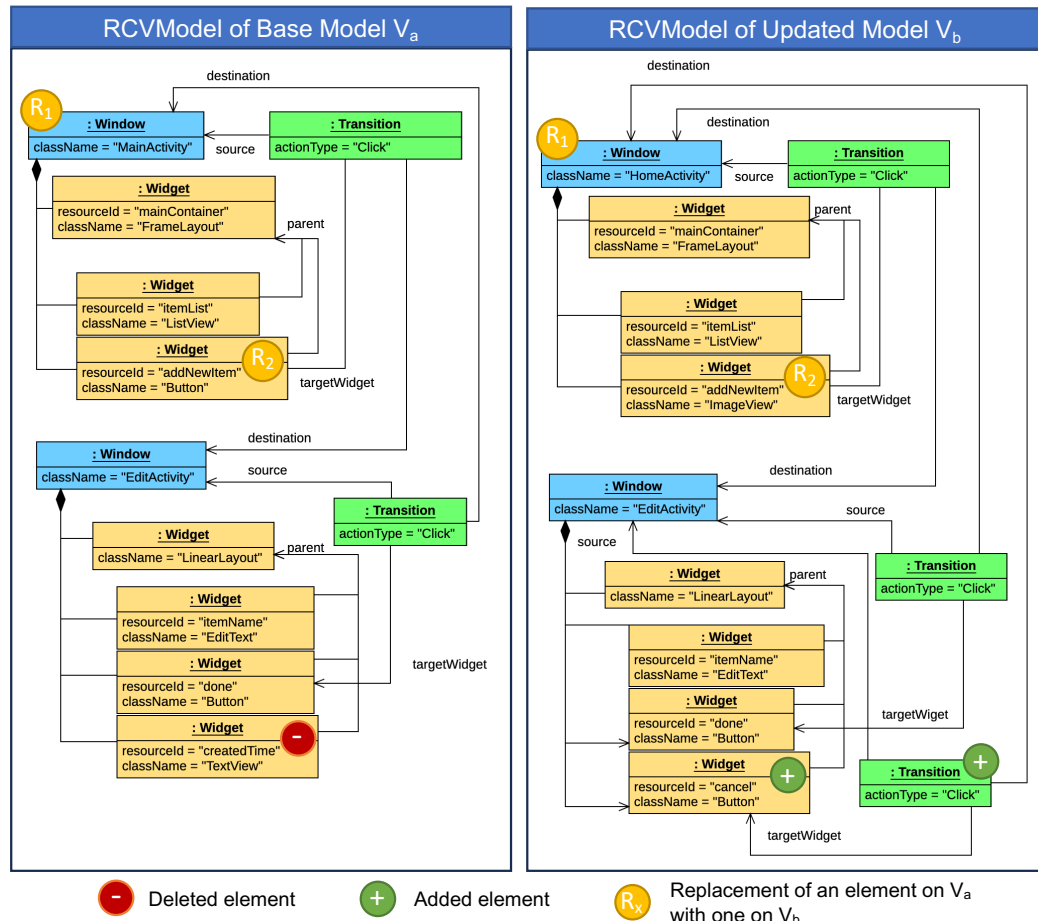 RCVModel of Base Model Va
destination
R1
: Window
className = "MainActivity"
: Transition
actionType = "Click"
source
: Widget
resourceId = "mainContainer"
className = "FrameLayout"
parent
: Widget
resourceId = "itemList"
className = "ListView"
: Widget
resourceId = "addNewItem"
className = "Button"
R2
targetWidget
destination
: Window
className = "EditActivity"
source
: Transition
actionType = "Click"
: Widget
className = "LinearLayout"
parent
: Widget
resourceId = "itemName"
className = "EditText"
: Widget
resourceId = "done"
className = "Button"
targetWidget
: Widget
resourceId = "createdTime"
className = "TextView"
-
RCVModel of Updated Model Vb
destination
destination
R1
: Window
className = "HomeActivity"
: Transition
actionType = "Click"
source
: Widget
resourceId = "mainContainer"
className = "FrameLayout"
parent
: Widget
resourceId = "itemList"
className = "ListView"
: Widget
resourceId = "addNewItem"
className = "ImageView"
R2
targetWidget
destination
: Window
className = "EditActivity"
source
source
: Transition
actionType = "Click"
: Widget
className = "LinearLayout"
parent
: Widget
resourceId = "itemName"
className = "EditText"
: Widget
resourceId = "done"
className = "Button"
targetWiget
: Widget
resourceId = "cancel"
className = "Button"
+
: Transition
actionType = "Click"
+
targetWidget
- Deleted element
+ Added element
Rx Replacement of an element on Va
with one on Vb